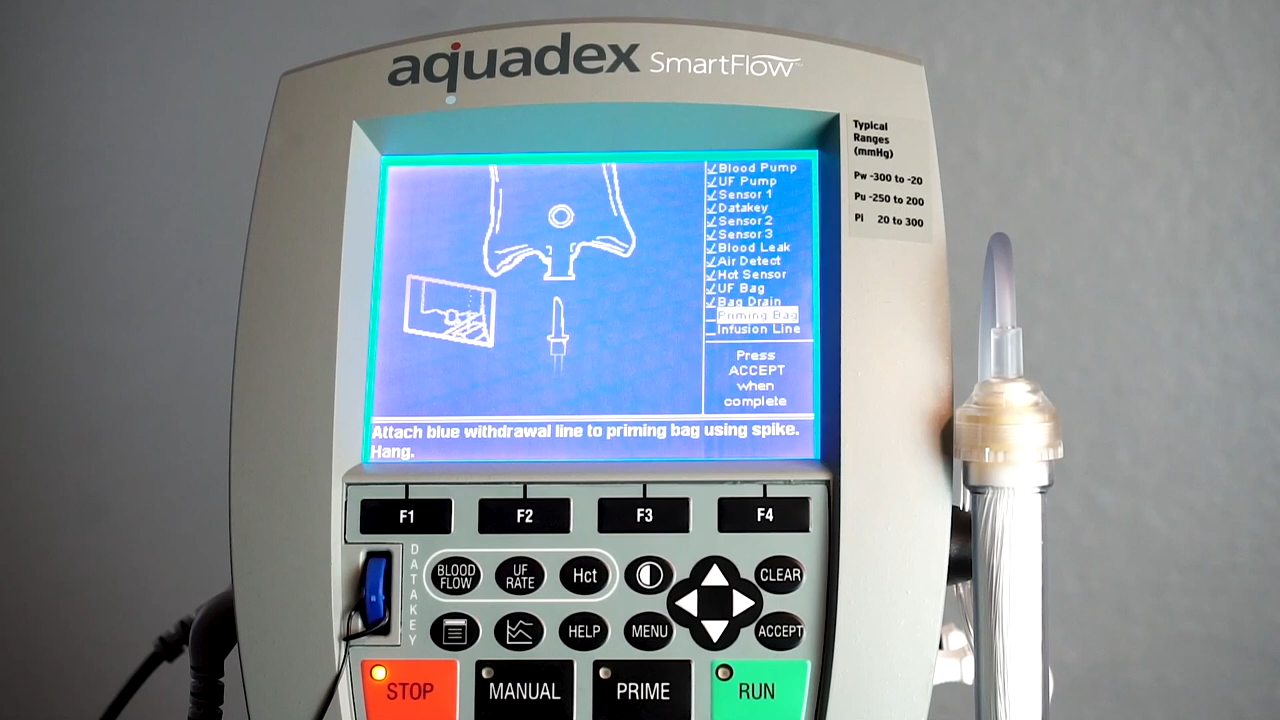 aquadex SmartFlow
Typical
Ranges
(mmHg)
Pw -300 to -20
Pu -250 to 200
Pi 20 to 300
Blood Pump
UF Pump
Sensor 1
Datakey
Sensor 2
Sensor 3
Blood Leak
Air Detect
Hct Sensor
UF Bag
Bag Drain
Priming Bag
Infusion Line
Press
ACCEPT
when
complete
Attach blue withdrawal line to priming bag using spike.
Hang.
F1 F2 F3 F4
DATAKEY
BLOOD
FLOW
UF
RATE
Hct
CLEAR
HELP
MENU
ACCEPT
STOP
MANUAL
PRIME
RUN